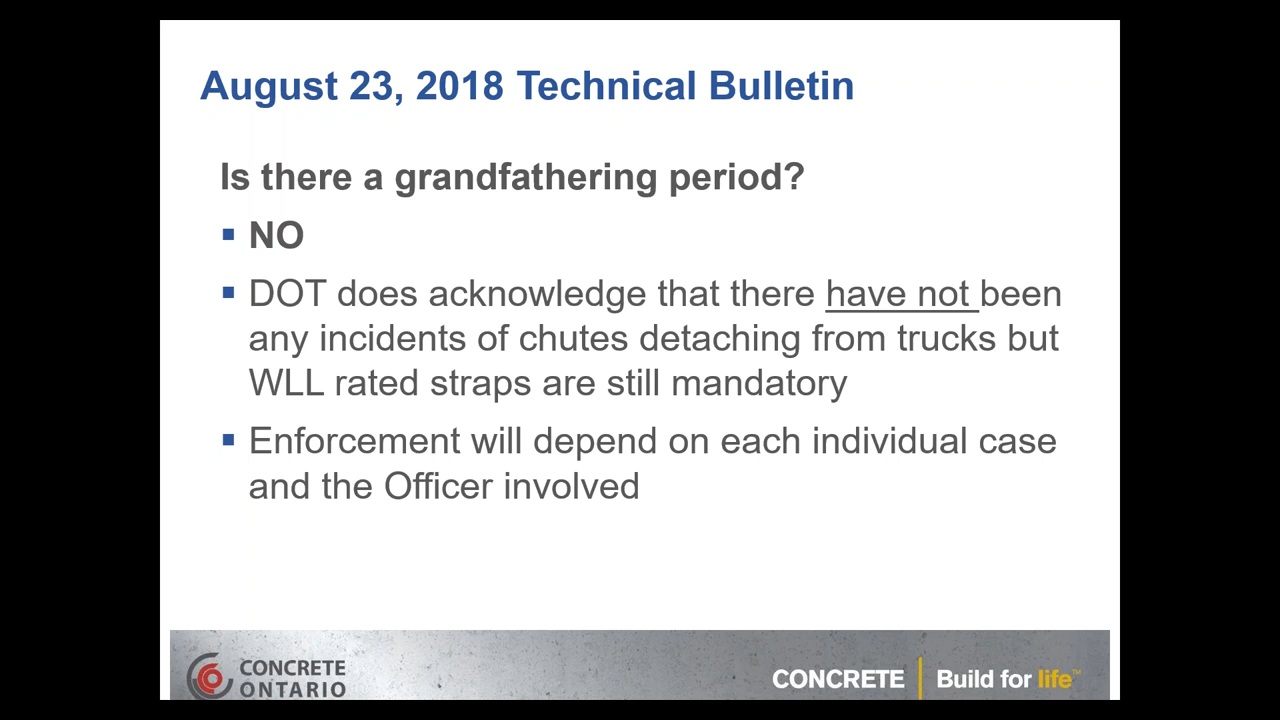 August 23, 2018 Technical Bulletin
Is there a grandfathering period?
▪ NO
▪ DOT does acknowledge that there have not been
any incidents of chutes detaching from trucks but
WLL rated straps are still mandatory
▪ Enforcement will depend on each individual case
and the Officer involved
CONCRETE
ONTARIO
CONCRETE | Build for life™